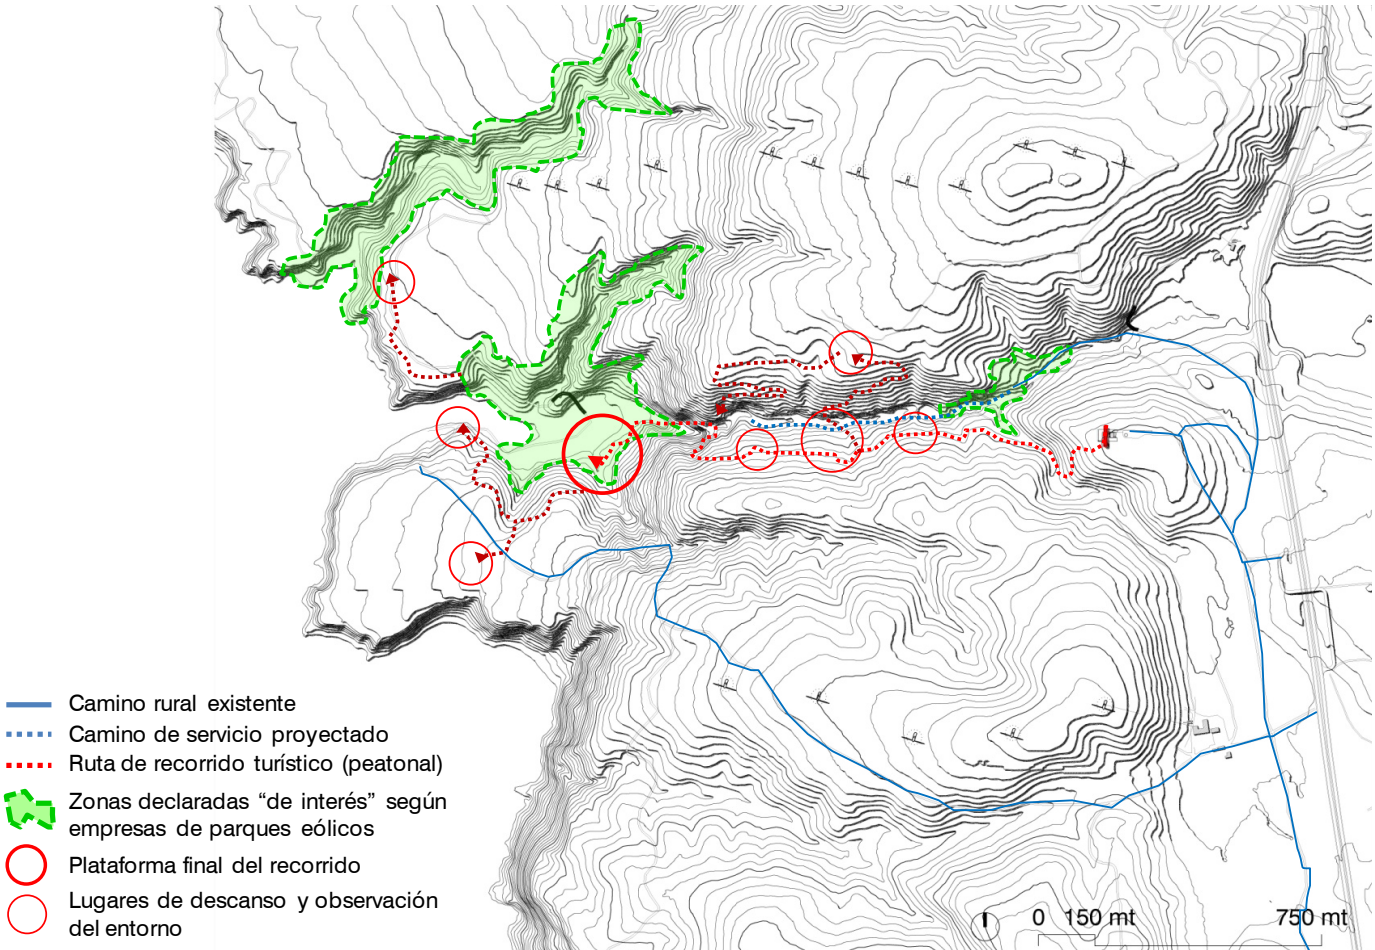 Camino rural existente
Camino de servicio proyectado
Ruta de recorrido turístico (peatonal)
Zonas declaradas “de interés” según
empresas de parques eólicos
Plataforma final del recorrido
Lugares de descanso y observación
del entorno
0 150 mt 750 mt